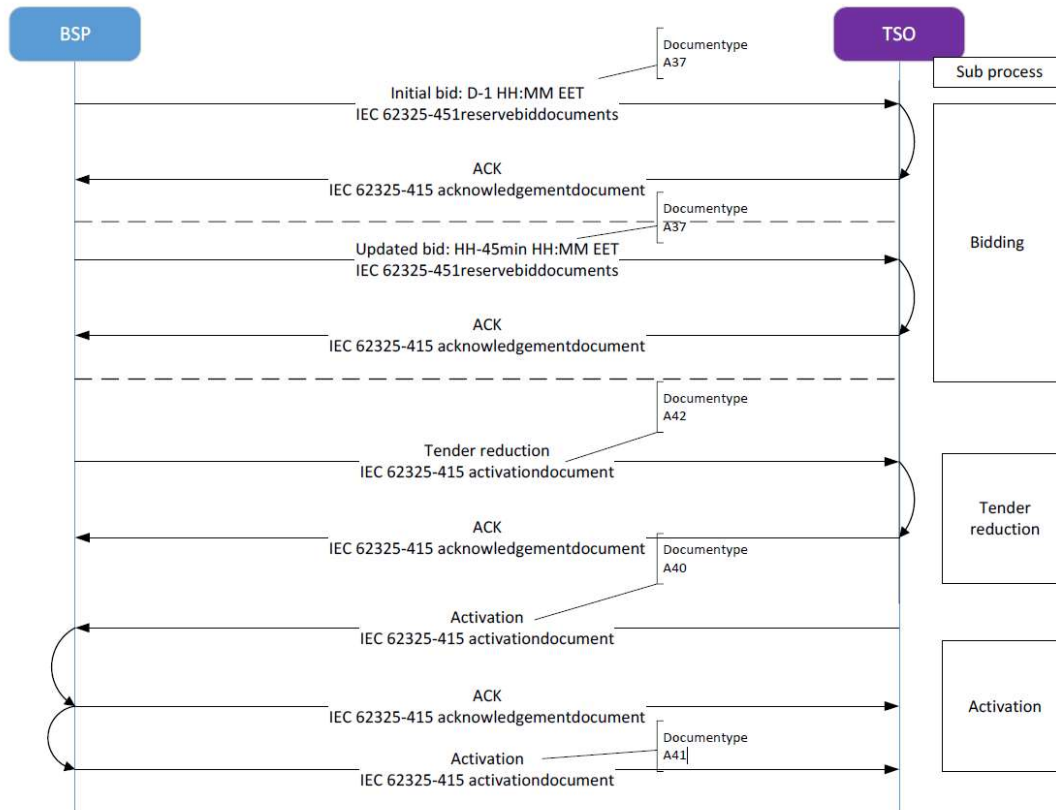 BSP
TSO
Documentype
A37
Sub process
Initial bid: D-1 HH:MM EET
IEC 62325-451reservebiddocuments
ACK
IEC 62325-415 acknowledgementdocument
Documentype
A37
Bidding
Updated bid: HH-45min HH:MM EET
IEC 62325-451reservebiddocuments
ACK
IEC 62325-415 acknowledgementdocument
Documentype
A42
Tender reduction
IEC 62325-415 activationdocument
Tender
reduction
ACK
IEC 62325-415 acknowledgementdocument
Documentype
A40
Activation
IEC 62325-415 activationdocument
ACK
IEC 62325-415 acknowledgementdocument
Activation
Documentype
A41
Activation
IEC 62325-415 activationdocument